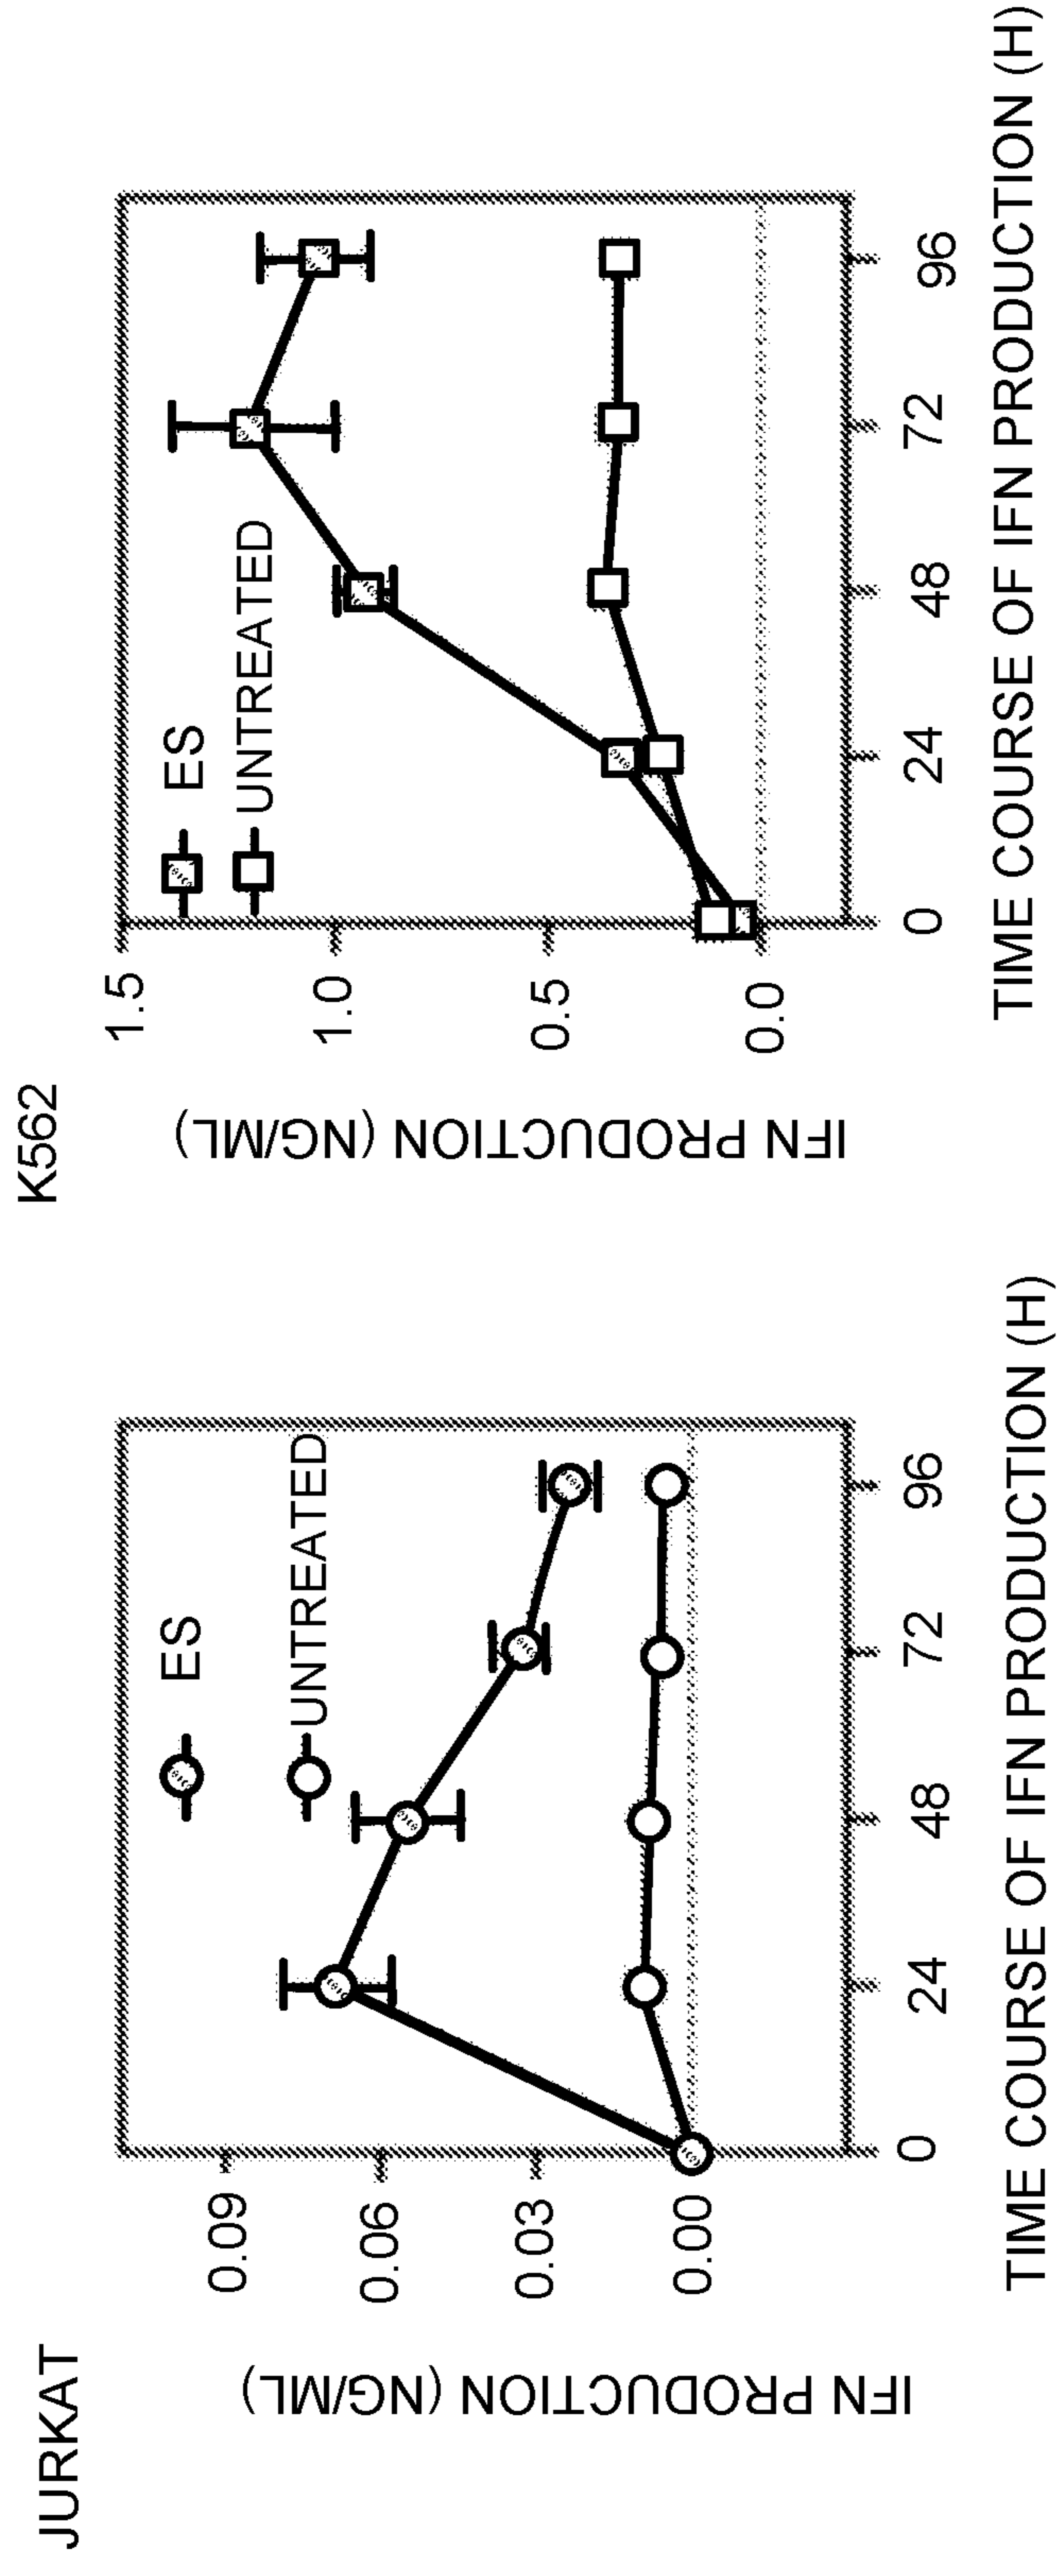 JURKAT
IFN PRODUCTION (NG/ML)
0.09
0.06
0.03
0.00
ES
UNTREATED
0 24 48 72 96
TIME COURSE OF IFN PRODUCTION (H)
K562
IFN PRODUCTION (NG/ML)
1.5
1.0
0.5
0.0
ES
UNTREATED
0 24 48 72 96
TIME COURSE OF IFN PRODUCTION (H)